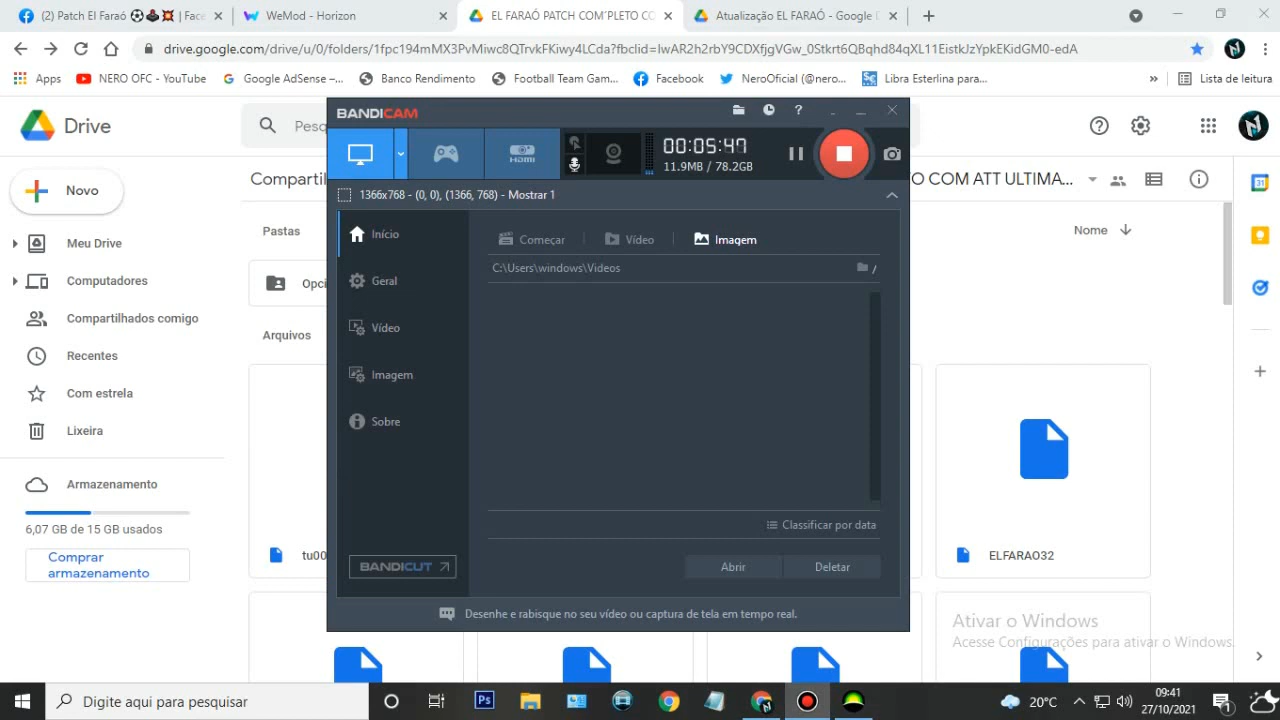 (2) Patch El Faraó ⚽🕹️💥 | Face
WeMod - Horizon
EL FARAÓ PATCH COM'PLETO CO
Atualização EL FARAÓ - Google D
drive.google.com/drive/u/0/folders/1fpc194mMX3PvMiwc8QTrvkFKiwy4LCda?fbclid=IwAR2h2rbY9CDXfjgVGw_0Stkrt6QBqhd84qXL11EistkJzYpkEKidGM0-edA
Apps
NERO OFC - YouTube
Google AdSense –...
Banco Rendimento
Football Team Gam...
Facebook
NeroOficial (@nero...
Libra Esterlina para...
»
Lista de leitura
Drive
Pesq
Novo
Compartil
O COM ATT ULTIMA...
Meu Drive
Computadores
Compartilhados comigo
Recentes
Com estrela
Lixeira
Armazenamento
6,07 GB de 15 GB usados
Comprar
armazenamento
Pastas
Nome
Opci
Arquivos
tu00
ELFARAO32
BANDICAM
?
HDMI
00:05:47
11.9MB / 78.2GB
1366x768 - (0, 0), (1366, 768) - Mostrar 1
Início
Geral
Vídeo
Imagem
Sobre
BANDICUT
Começar
Vídeo
Imagem
C:\Users\windows\Videos
/
Classificar por data
Abrir
Deletar
Desenhe e rabisque no seu vídeo ou captura de tela em tempo real.
31
Ativar o Windows
Acesse Configurações para ativar o Windows.
Digite aqui para pesquisar
Ps
20°C
09:41
27/10/2021
1